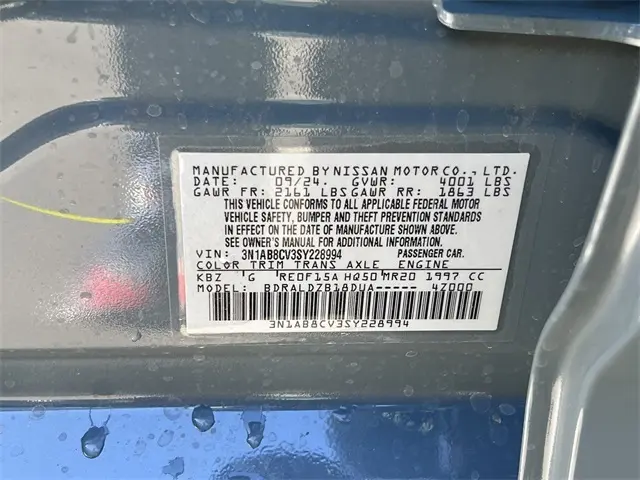 MANUFACTURED BY NISSAN MOTOR CO., LTD.
DATE: 09/24. GVWR: 4001 LBS
GAWR FR: 2161 LBS GAWR RR: 1863 LBS
THIS VEHICLE CONFORMS TO ALL APPLICABLE FEDERAL MOTOR
VEHICLE SAFETY, BUMPER AND THEFT PREVENTION STANDARDS
IN EFFECT ON THE DATE OF MANUFACTURE SHOWN ABOVE.
SEE OWNER'S MANUAL FOR ADDITIONAL INFORMATION.
VIN: 3N1AB8CV3SY228994 PASSENGER CAR.
COLOR TRIM TRANS AXLE ENGINE
KBZ G RE0F15A HQ50 MR20 1997 CC
MODEL: BDRALDZB18DUA----- 4Z000
3N1AB8CV3SY228994